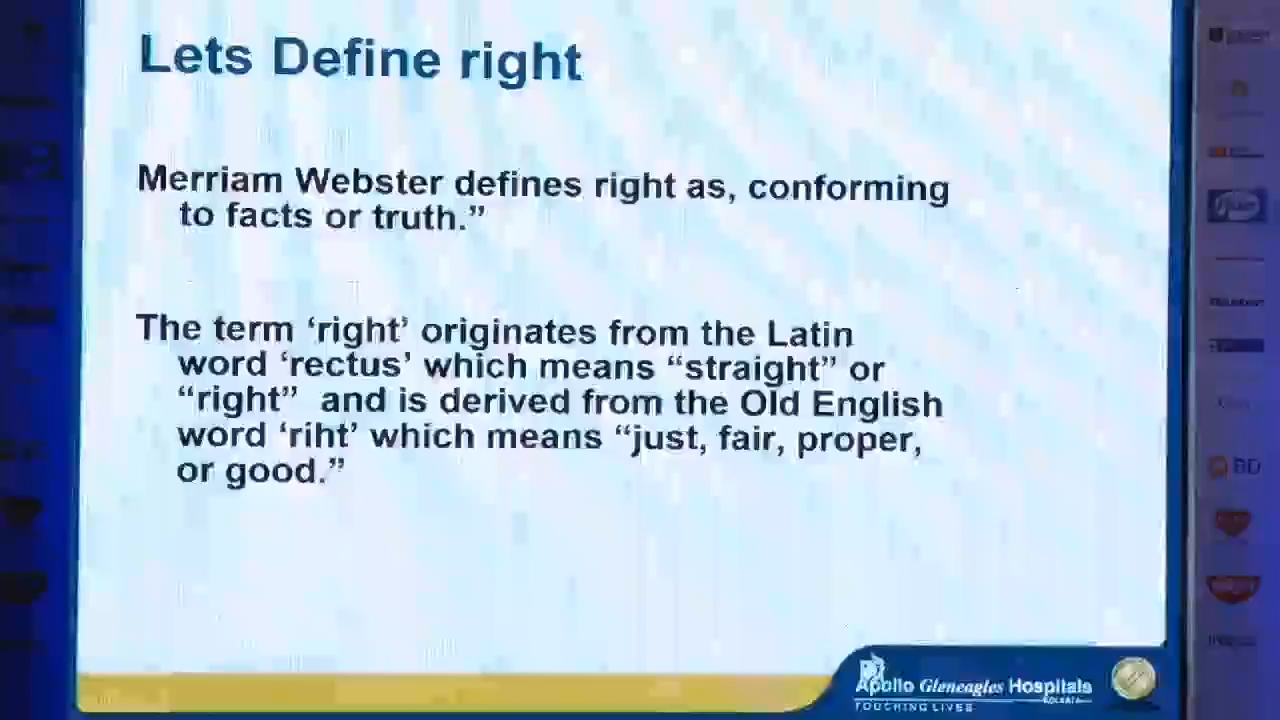 Lets Define right
Merriam Webster defines right as, conforming
to facts or truth.”
The term ‘right’ originates from the Latin
word ‘rectus’ which means “straight” or
“right” and is derived from the Old English
word ‘riht’ which means “just, fair, proper,
or good.”
Apollo Gleneagles Hospitals
KOLKATA
TOUCHING LIVES
Pfizer
BD